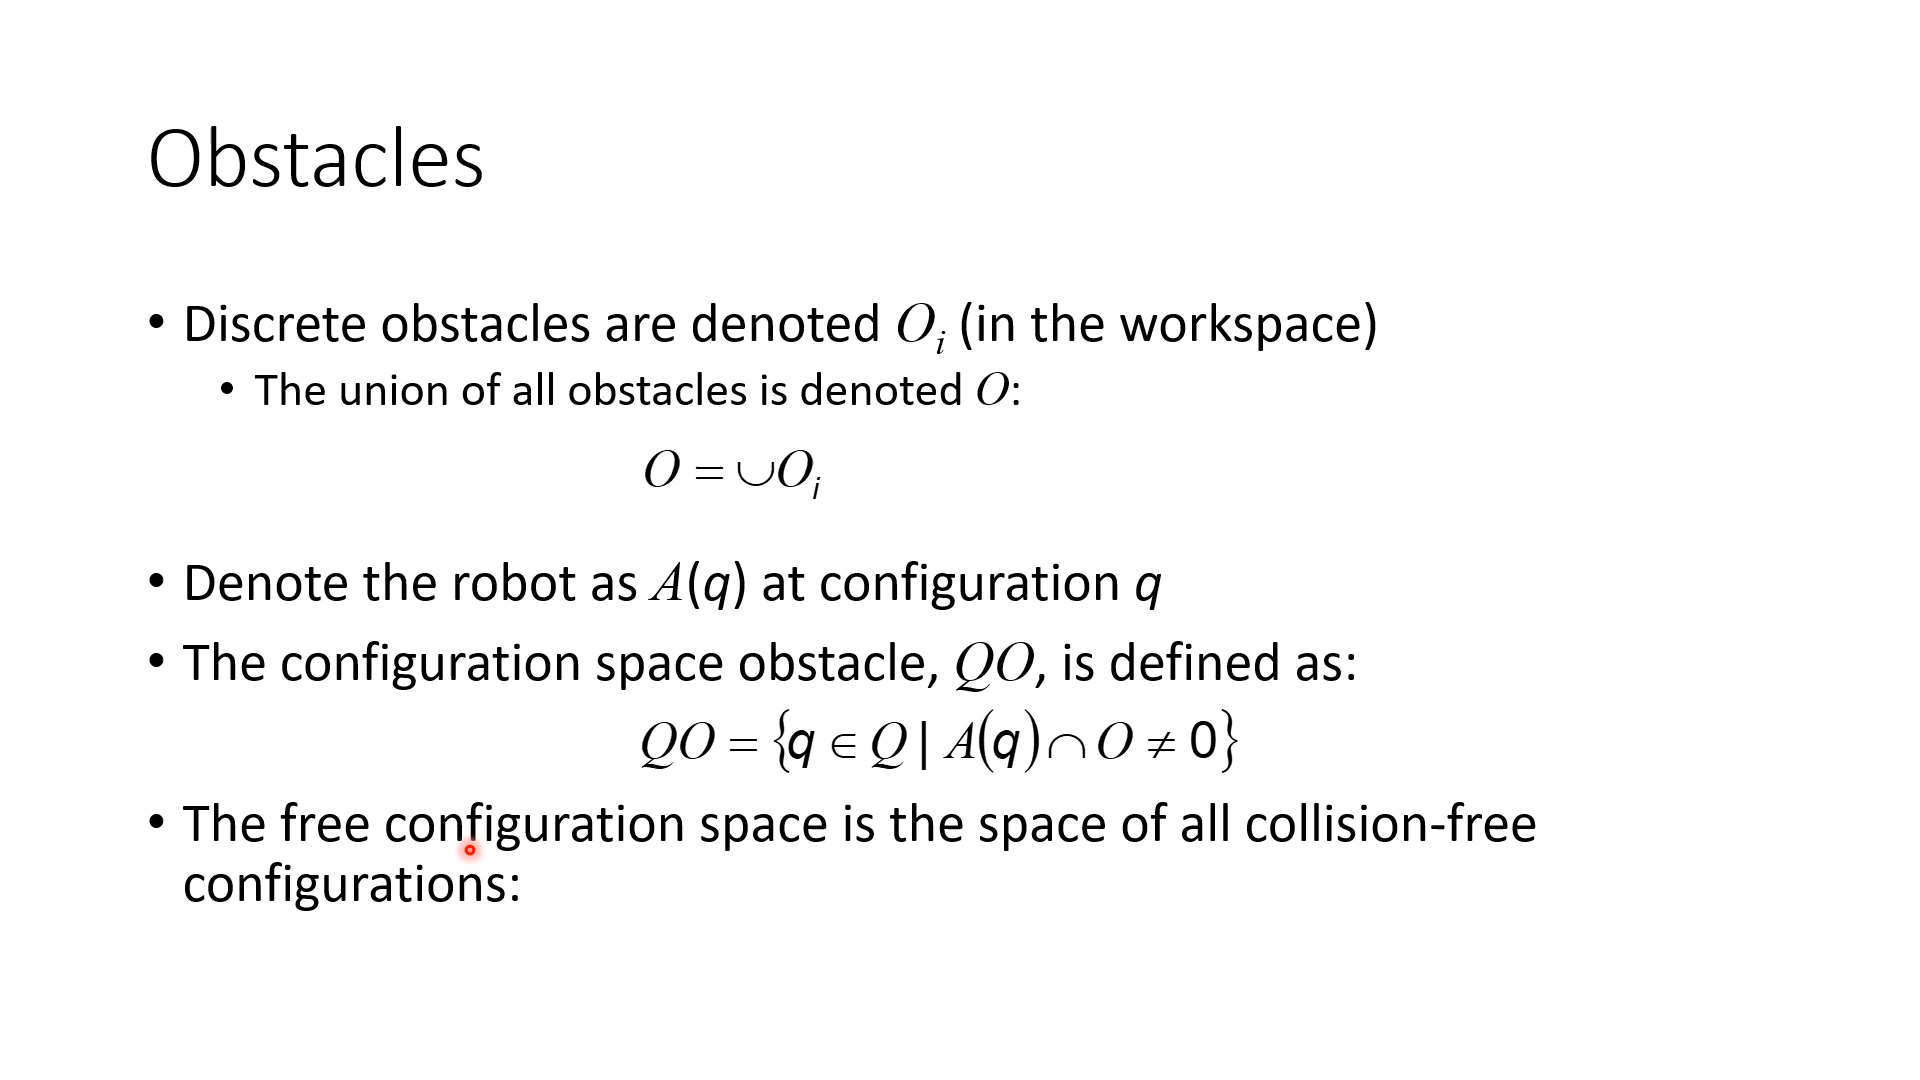 Obstacles
• Discrete obstacles are denoted Oᵢ (in the workspace)
• The union of all obstacles is denoted O:
O = ∪Oᵢ
• Denote the robot as A(q) at configuration q
• The configuration space obstacle, QO, is defined as:
QO = {q ∈ Q | A(q) ∩ O ≠ 0}
• The free configuration space is the space of all collision-free
configurations: